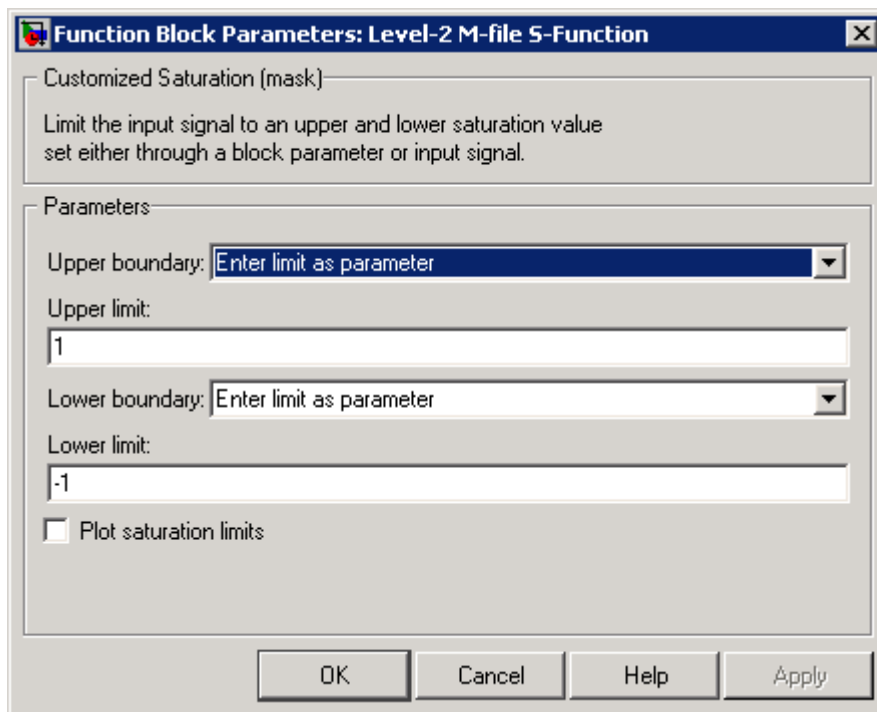 Function Block Parameters: Level-2 M-file S-Function
Customized Saturation (mask)
Limit the input signal to an upper and lower saturation value
set either through a block parameter or input signal.
Parameters
Upper boundary: Enter limit as parameter
Upper limit:
1
Lower boundary: Enter limit as parameter
Lower limit:
-1
Plot saturation limits
OK Cancel Help Apply